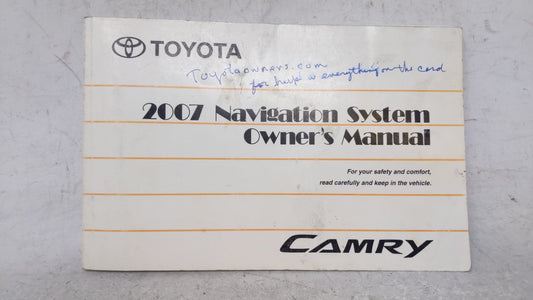 TOYOTA
Toyotaowners.com
for help is everything on the card
2007 Navigation System
Owner's Manual
For your safety and comfort,
read carefully and keep in the vehicle.
CAMRY